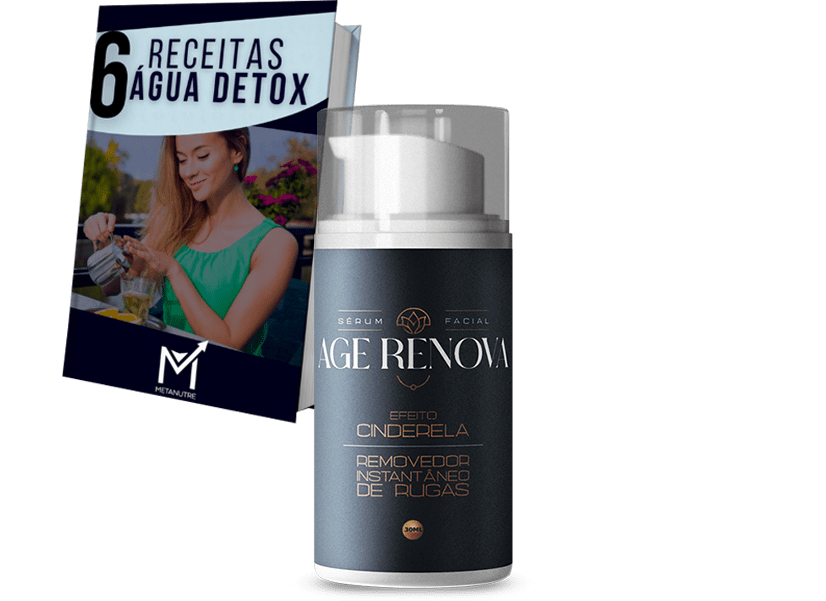 6 RECEITAS
ÁGUA DETOX
METANUTRE
SÉRUM FACIAL
AGE RENOVA
EFEITO
CINDERELA
REMOVEDOR
INSTANTÂNEO
DE RUGAS
30ML